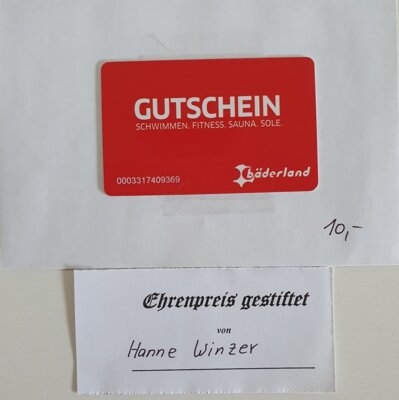 GUTSCHEIN
SCHWIMMEN. FITNESS. SAUNA. SOLE.
bäderland
0003317409369
10,-
Ehrenpreis gestiftet
von
Hanne Winzer